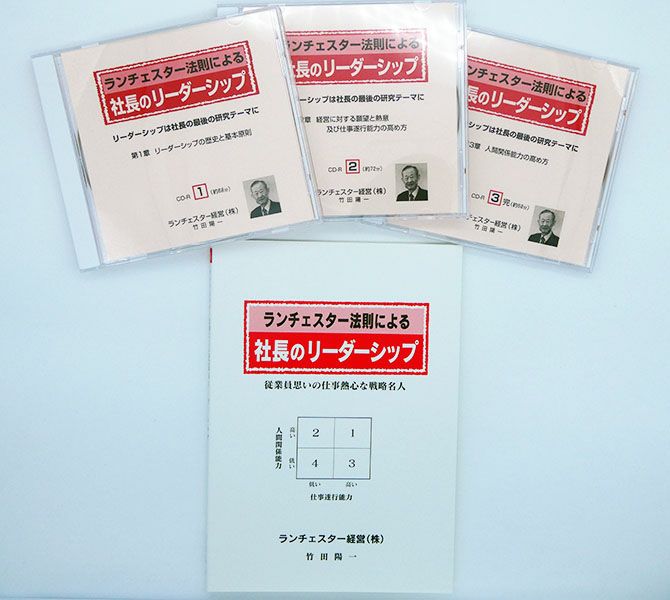 ランチェスター法則による
社長のリーダーシップ
リーダーシップは社長の最後の研究テーマに
第1章 リーダーシップの歴史と基本原則
CD-R 1 (約68分)
ランチェスター経営(株)
竹田陽一
ンチェスター法則による
社長のリーダーシップ
ーシップは社長の最後の研究テーマに
章 経営に対する願望と熱意
及び仕事遂行能力の高め方
CD-R 2 (約72分)
ランチェスター経営(株)
竹田陽一
ンチェスター法則による
長のリーダーシップ
シップは社長の最後の研究テーマに
3章 人間関係能力の高め方
CD-R 3 完 (約68分)
ンチェスター経営(株)
竹田陽一
ランチェスター法則による
社長のリーダーシップ
従業員思いの仕事熱心な戦略名人
人間関係能力
高い 2 1
低い 4 3
低い 高い
仕事遂行能力
ランチェスター経営(株)
竹田陽一